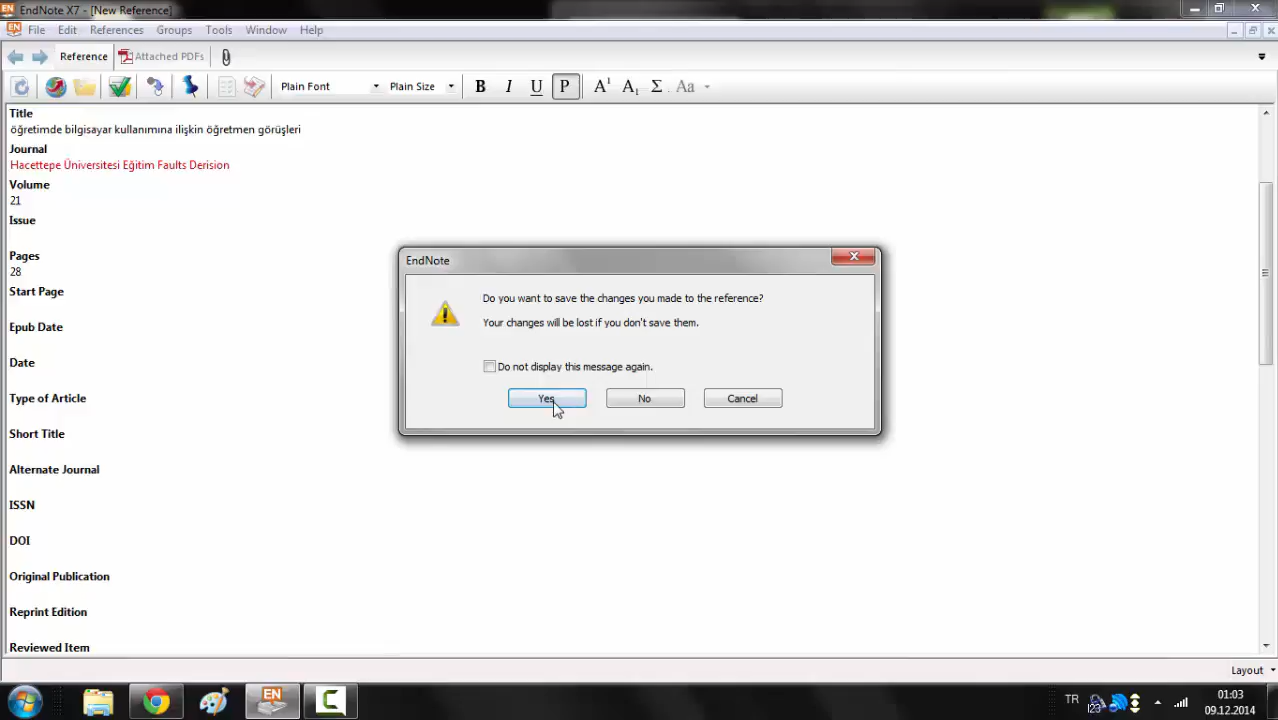 EndNote X7 - [New Reference]
File Edit References Groups Tools Window Help
Reference Attached PDFs
Plain Font Plain Size B I U P A¹ A₁ Σ Aa
Title
öğretimde bilgisayar kullanımına ilişkin öğretmen görüşleri
Journal
Hacettepe Üniversitesi Eğitim Faults Derision
Volume
21
Issue
Pages
28
Start Page
Epub Date
Date
Type of Article
Short Title
Alternate Journal
ISSN
DOI
Original Publication
Reprint Edition
Reviewed Item
EndNote
Do you want to save the changes you made to the reference?
Your changes will be lost if you don't save them.
Do not display this message again.
Yes No Cancel
Layout
EN
TR
23
01:03
09.12.2014